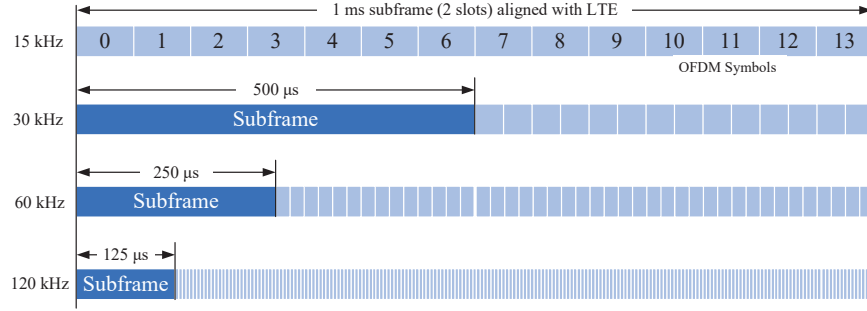 1 ms subframe (2 slots) aligned with LTE
15 kHz 0 1 2 3 4 5 6 7 8 9 10 11 12 13
OFDM Symbols
500 μs
30 kHz Subframe
250 μs
60 kHz Subframe
125 μs
120 kHz Subframe